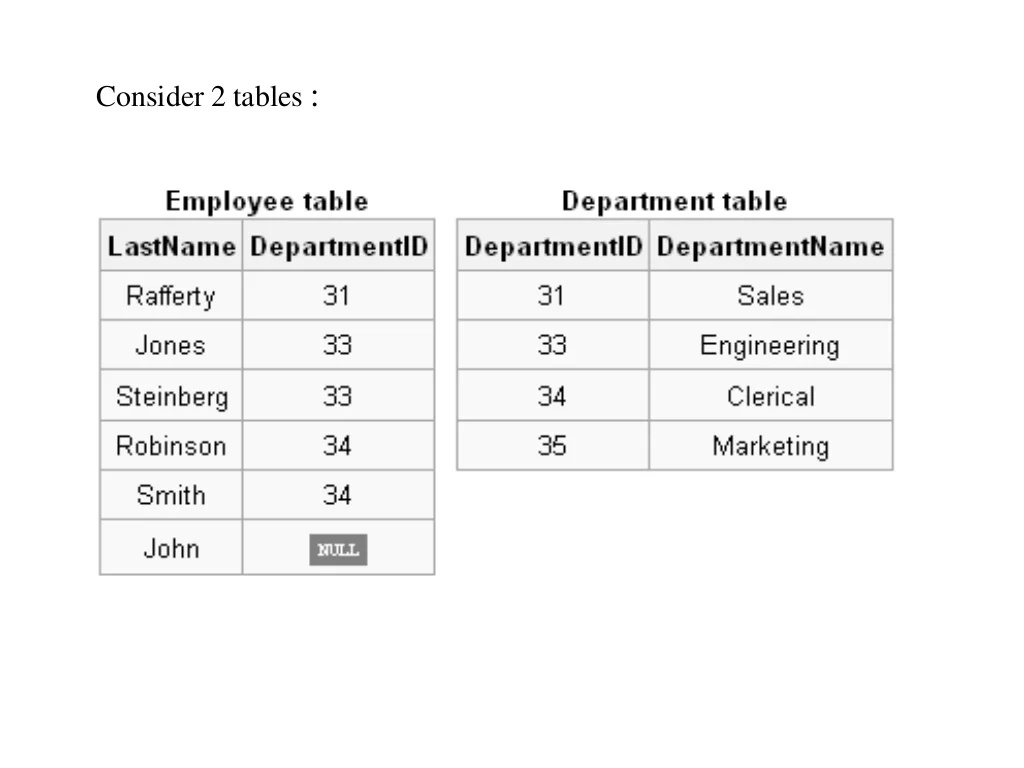 Consider 2 tables :
Employee table
LastName DepartmentID
Rafferty 31
Jones 33
Steinberg 33
Robinson 34
Smith 34
John NULL
Department table
DepartmentID DepartmentName
31 Sales
33 Engineering
34 Clerical
35 Marketing